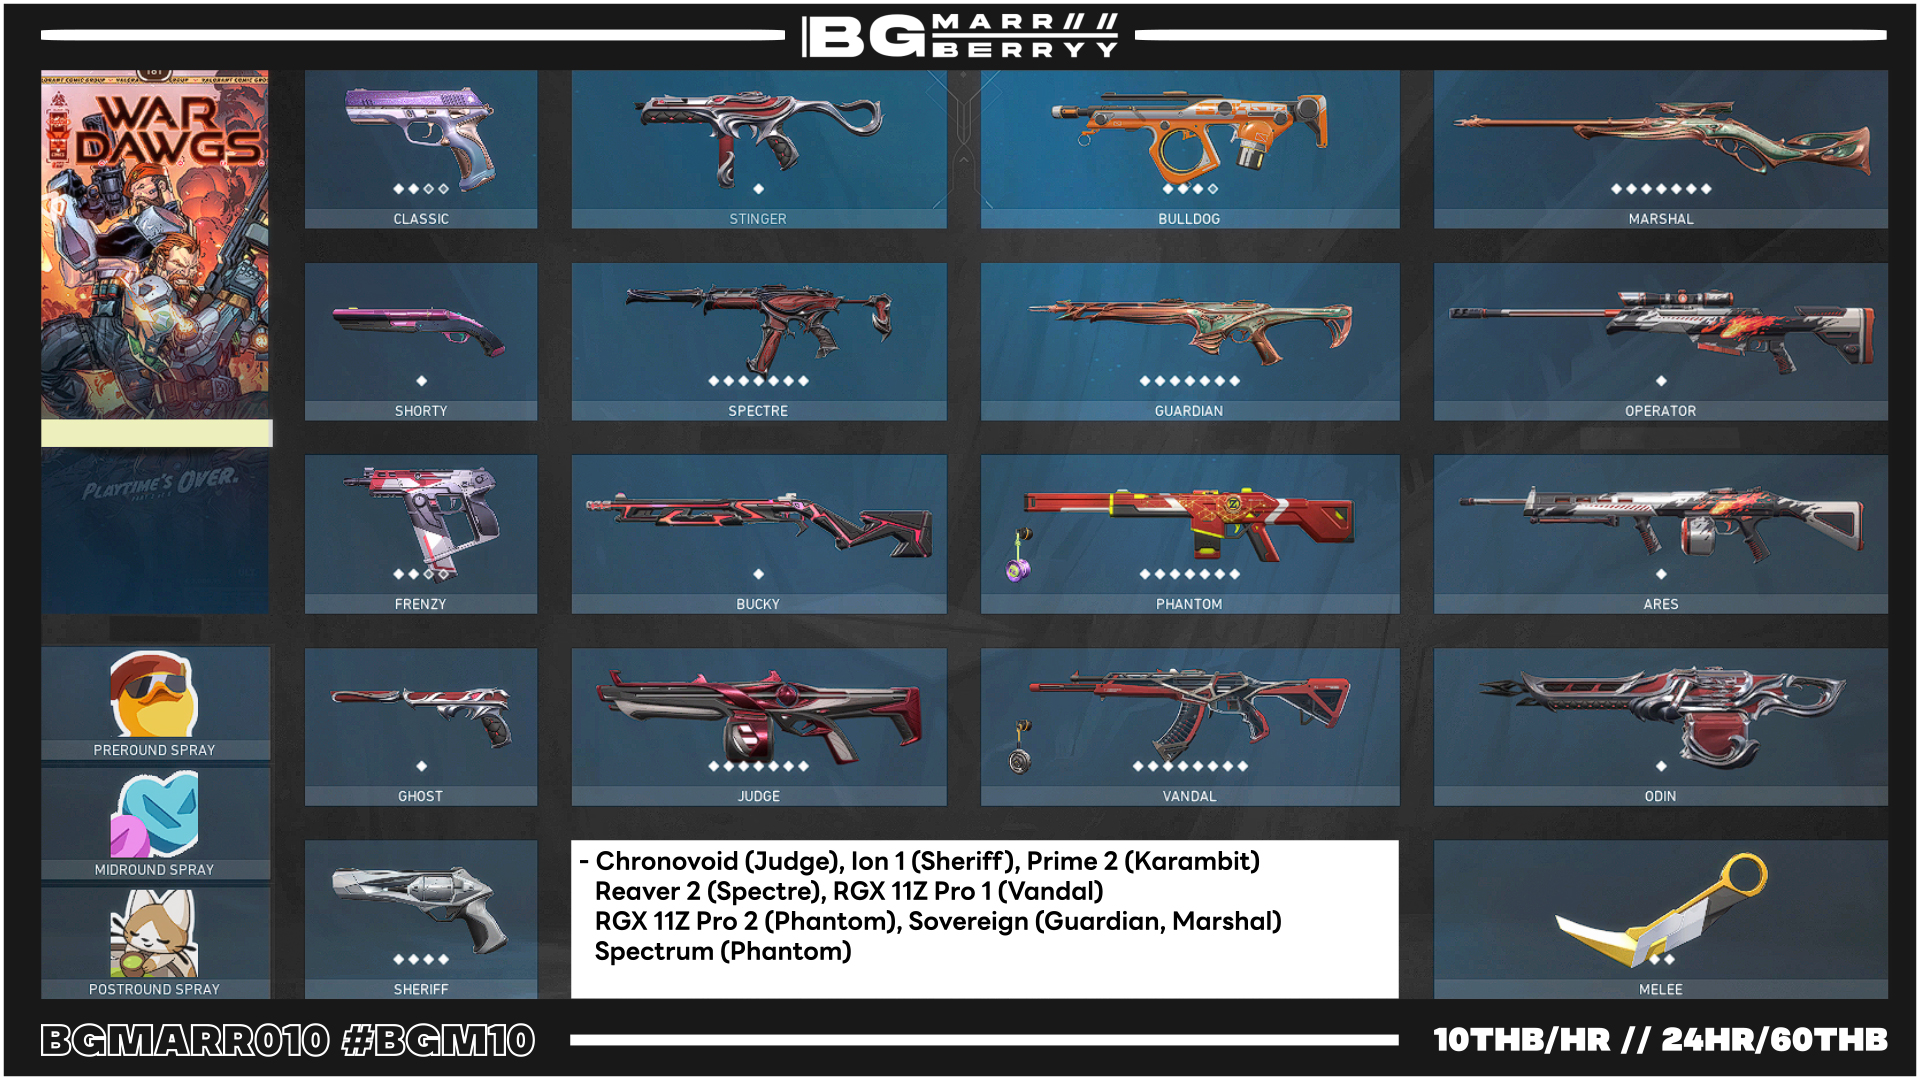 BG MARR// //
BERRYY
WAR
DAWGS
PLAYTIME'S OVER.
CLASSIC
STINGER
BULLDOG
MARSHAL
SHORTY
SPECTRE
GUARDIAN
OPERATOR
FRENZY
BUCKY
PHANTOM
ARES
PREROUND SPRAY
GHOST
JUDGE
VANDAL
ODIN
MIDROUND SPRAY
POSTROUND SPRAY
SHERIFF
- Chronovoid (Judge), Ion 1 (Sheriff), Prime 2 (Karambit)
Reaver 2 (Spectre), RGX 11Z Pro 1 (Vandal)
RGX 11Z Pro 2 (Phantom), Sovereign (Guardian, Marshal)
Spectrum (Phantom)
MELEE
BGMARR010 #BGM10
10THB/HR // 24HR/60THB